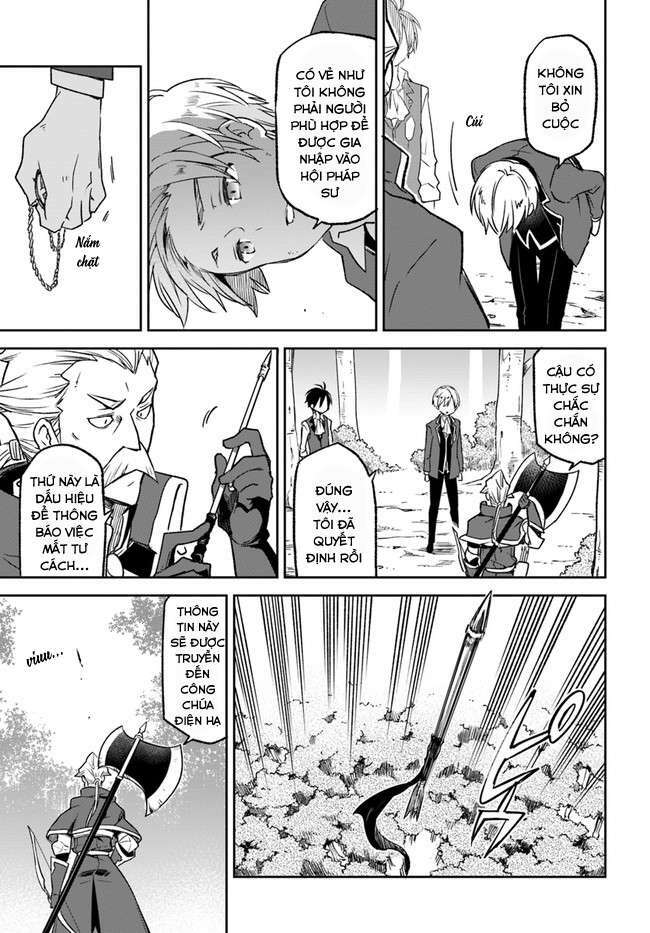 KHÔNG
TÔI XIN
BỎ
CUỘC
Cúi
CÓ VẺ NHƯ
TÔI KHÔNG
PHẢI NGƯỜI
PHÙ HỢP ĐỂ
ĐƯỢC GIA
NHẬP VÀO
HỘI PHÁP
SƯ
Nắm
chặt
CẬU CÓ
THỰC SỰ
CHẮC
CHẮN
KHÔNG?
ĐÚNG
VẬY...
TÔI ĐÃ
QUYẾT
ĐỊNH RỒI
THỨ NÀY LÀ
DẤU HIỆU
ĐỂ THÔNG
BÁO VIỆC
MẤT TƯ
CÁCH...
THÔNG
TIN NÀY
SẼ ĐƯỢC
TRUYỀN
ĐẾN
CÔNG
CHÚA
ĐIỆN HẠ
viuu...